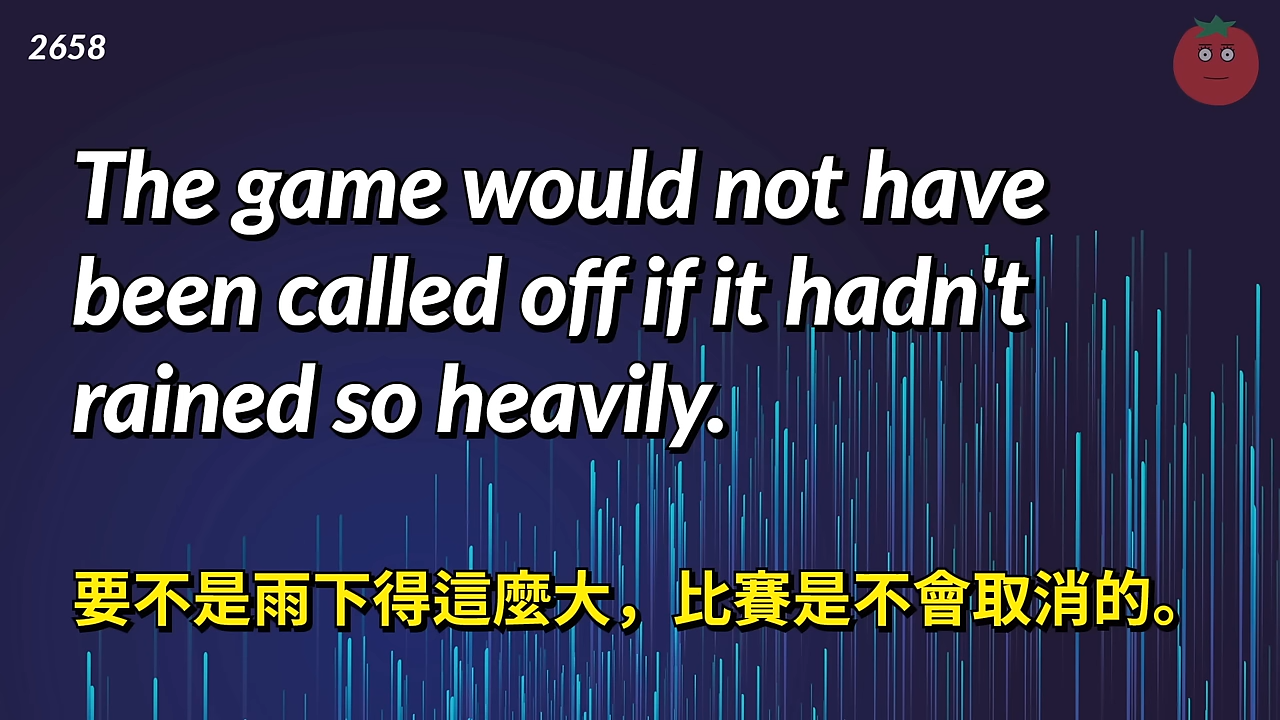 2658
The game would not have
been called off if it hadn't
rained so heavily.
要不是雨下得這麼大，比賽是不會取消的。